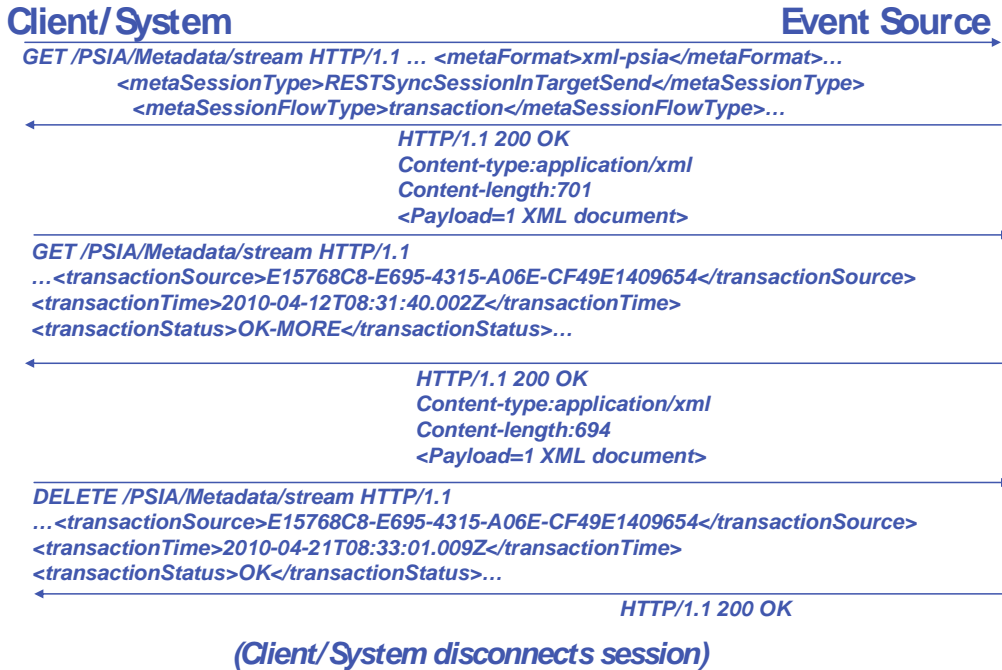 Client/System Event Source
GET /PSIA/Metadata/stream HTTP/1.1 … <metaFormat>xml-psia</metaFormat>…
<metaSessionType>RESTSyncSessionInTargetSend</metaSessionType>
<metaSessionFlowType>transaction</metaSessionFlowType>…
HTTP/1.1 200 OK
Content-type:application/xml
Content-length:701
<Payload=1 XML document>
GET /PSIA/Metadata/stream HTTP/1.1
…<transactionSource>E15768C8-E695-4315-A06E-CF49E1409654</transactionSource>
<transactionTime>2010-04-12T08:31:40.002Z</transactionTime>
<transactionStatus>OK-MORE</transactionStatus>…
HTTP/1.1 200 OK
Content-type:application/xml
Content-length:694
<Payload=1 XML document>
DELETE /PSIA/Metadata/stream HTTP/1.1
…<transactionSource>E15768C8-E695-4315-A06E-CF49E1409654</transactionSource>
<transactionTime>2010-04-21T08:33:01.009Z</transactionTime>
<transactionStatus>OK</transactionStatus>…
HTTP/1.1 200 OK
(Client/System disconnects session)